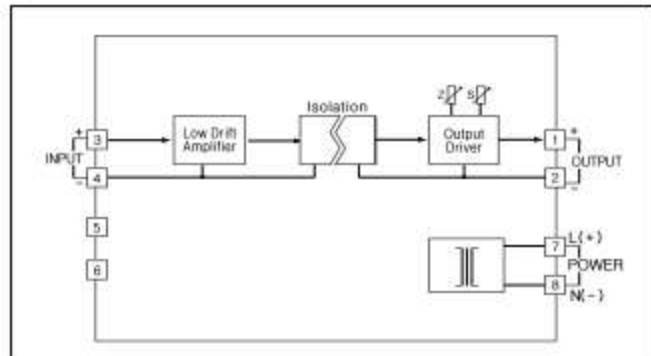 Isolation
Z S
+ 3 Low Drift Amplifier Output Driver 1 +
INPUT OUTPUT
- 4 2 -
5
6
7 L(+)
POWER
8 N(-)